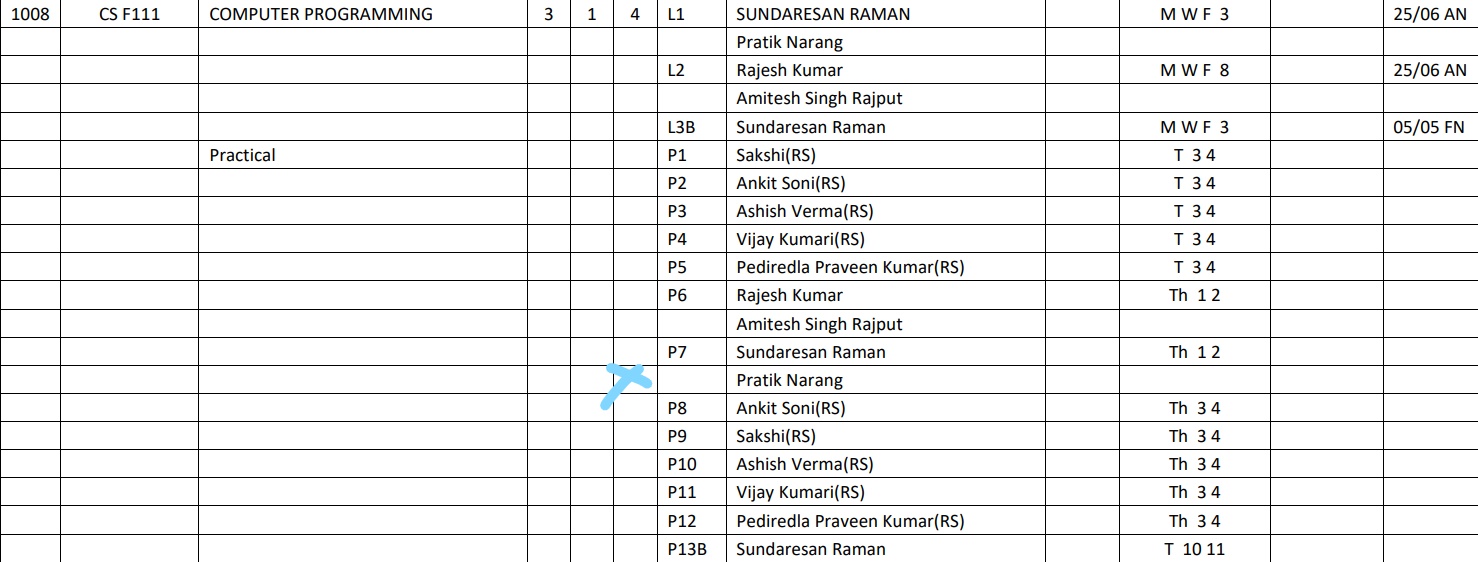 1008 CS F111 COMPUTER PROGRAMMING 3 1 4 L1 SUNDARESAN RAMAN M W F 3 25/06 AN
Pratik Narang
L2 Rajesh Kumar M W F 8 25/06 AN
Amitesh Singh Rajput
L3B Sundaresan Raman M W F 3 05/05 FN
Practical P1 Sakshi(RS) T 3 4
P2 Ankit Soni(RS) T 3 4
P3 Ashish Verma(RS) T 3 4
P4 Vijay Kumari(RS) T 3 4
P5 Pediredla Praveen Kumar(RS) T 3 4
P6 Rajesh Kumar Th 1 2
Amitesh Singh Rajput
P7 Sundaresan Raman Th 1 2
Pratik Narang
P8 Ankit Soni(RS) Th 3 4
P9 Sakshi(RS) Th 3 4
P10 Ashish Verma(RS) Th 3 4
P11 Vijay Kumari(RS) Th 3 4
P12 Pediredla Praveen Kumar(RS) Th 3 4
P13B Sundaresan Raman T 10 11